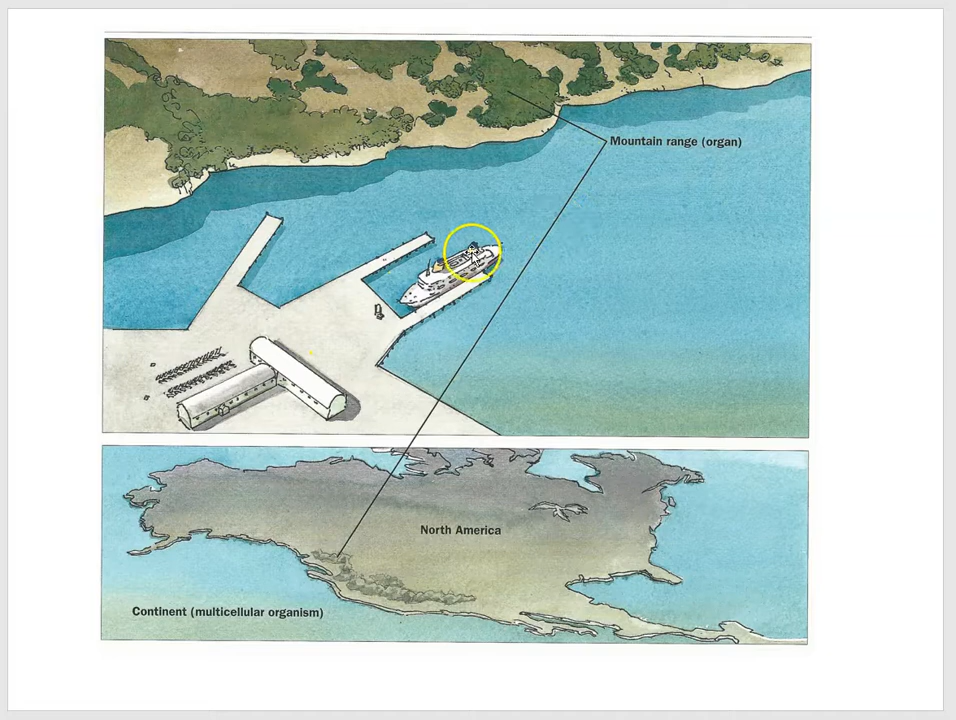 Mountain range (organ)
North America
Continent (multicellular organism)